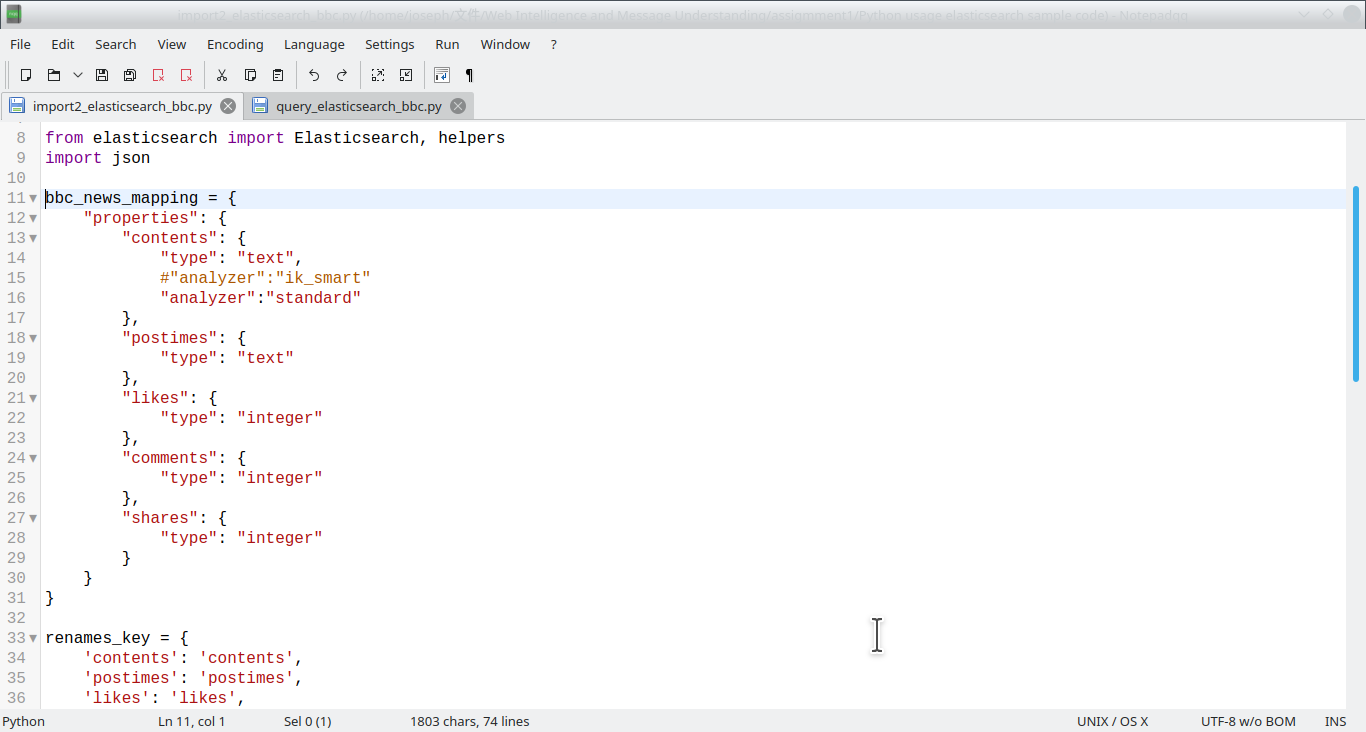 import2_elasticsearch_bbc.py (/home/joseph/文件/Web Intelligence and Message Understanding/assignment1/Python usage elasticsearch sample code) - Notepadqq
File Edit Search View Encoding Language Settings Run Window ?
import2_elasticsearch_bbc.py query_elasticsearch_bbc.py
8 from elasticsearch import Elasticsearch, helpers
9 import json
10
11 bbc_news_mapping = {
12 "properties": {
13 "contents": {
14 "type": "text",
15 #"analyzer":"ik_smart"
16 "analyzer":"standard"
17 },
18 "postimes": {
19 "type": "text"
20 },
21 "likes": {
22 "type": "integer"
23 },
24 "comments": {
25 "type": "integer"
26 },
27 "shares": {
28 "type": "integer"
29 }
30 }
31 }
32
33 renames_key = {
34 'contents': 'contents',
35 'postimes': 'postimes',
36 'likes': 'likes',
Python Ln 11, col 1 Sel 0 (1) 1803 chars, 74 lines UNIX / OS X UTF-8 w/o BOM INS